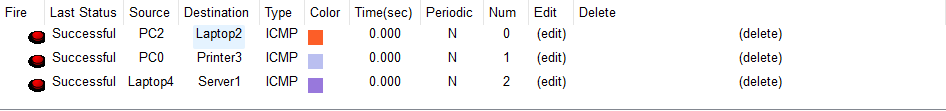 Fire Last Status Source Destination Type Color Time(sec) Periodic Num Edit Delete
Successful PC2 Laptop2 ICMP 0.000 N 0 (edit) (delete)
Successful PC0 Printer3 ICMP 0.000 N 1 (edit) (delete)
Successful Laptop4 Server1 ICMP 0.000 N 2 (edit) (delete)